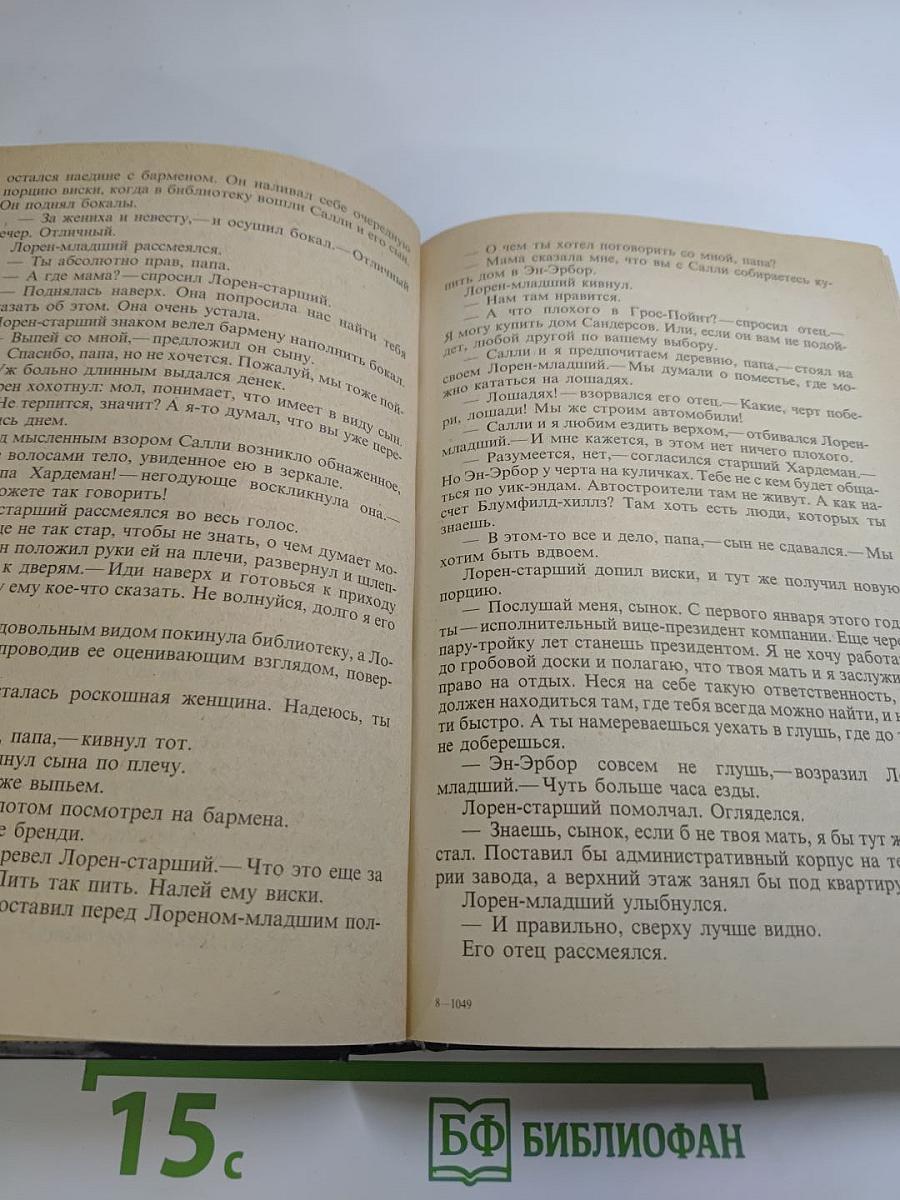 остался наедине с барменом. Он наливал себе очередную
порцию виски, когда в библиотеку вошли Салли и его сын.
Он поднял бокалы.
— За жениха и невесту,— и осушил бокал.— Отличный
вечер. Отличный.
Лорен-младший рассмеялся.
— Ты абсолютно прав, папа.
— А где мама? — спросил Лорен-старший.
— Поднялась наверх. Она попросила нас найти тебя
сказать об этом. Она очень устала.
Лорен-старший знаком велел бармену наполнить бокал.
— Выпей со мной,— предложил он сыну.
Спасибо, папа, но не хочется. Пожалуй, мы тоже пой-
Уж больно длинным выдался денек.
рен хохотнул: мол, понимает, что имеет в виду сын.
Не терпится, значит? А я-то думал, что вы уже пере-
ись днем.
д мысленным взором Салли возникло обнаженное,
е волосами тело, увиденное ею в зеркале.
па Хардеман! — негодующе воскликнула она.—
ожете так говорить!
старший рассмеялся во весь голос.
це не так стар, чтобы не знать, о чем думает мо-
н положил руки ей на плечи, развернул и шлеп-
к дверям.— Иди наверх и готовься к приходу
у ему кое-что сказать. Не волнуйся, долго я его
довольным видом покинула библиотеку, а Ло-
проводив ее оценивающим взглядом, повер-
сталась роскошная женщина. Надеюсь, ты
, папа,— кивнул тот.
пнул сына по плечу.
же выпьем.
потом посмотрел на бармена.
е бренди.
ревел Лорен-старший.— Что это еще за
Пить так пить. Налей ему виски.
оставил перед Лореном-младшим пол-
— О чем ты хотел поговорить со мной, папа?
— Мама сказала мне, что вы с Салли собираетесь ку-
пить дом в Эн-Эрбор.
Лорен-младший кивнул.
— Нам там нравится.
— А что плохого в Грос-Пойнт? — спросил отец.—
Я могу купить дом Сандерсов. Или, если он вам не подой-
дет, любой другой по вашему выбору.
— Салли и я предпочитаем деревню, папа,— стоял на
своем Лорен-младший.— Мы думали о поместье, где мо-
жно кататься на лошадях.
— Лошадях! — взорвался его отец.— Какие, черт побе-
ри, лошади! Мы же строим автомобили!
— Салли и я любим ездить верхом,— отбивался Лорен-
младший.— И мне кажется, в этом нет ничего плохого.
— Разумеется, нет,— согласился старший Хардеман.—
Но Эн-Эрбор у черта на куличках. Тебе не с кем будет обща-
ться по уик-эндам. Автостроители там не живут. А как на-
счет Блумфилд-хиллз? Там хоть есть люди, которых ты
знаешь.
— В этом-то все и дело, папа,— сын не сдавался.— Мы
хотим быть вдвоем.
Лорен-старший допил виски, и тут же получил новую
порцию.
— Послушай меня, сынок. С первого января этого год
ты — исполнительный вице-президент компании. Еще чере
пару-тройку лет станешь президентом. Я не хочу работа
до гробовой доски и полагаю, что твоя мать и я заслужи
право на отдых. Неся на себе такую ответственность,
должен находиться там, где тебя всегда можно найти, и н
ти быстро. А ты намереваешься уехать в глушь, где до т
не доберешься.
— Эн-Эрбор совсем не глушь,— возразил Ло
младший.— Чуть больше часа езды.
Лорен-старший помолчал. Огляделся.
— Знаешь, сынок, если б не твоя мать, я бы тут ж
стал. Поставил бы административный корпус на те
рии завода, а верхний этаж занял бы под квартиру
Лорен-младший улыбнулся.
— И правильно, сверху лучше видно.
Его отец рассмеялся.
8—1049
15 с
БФ БИБЛИОФАН